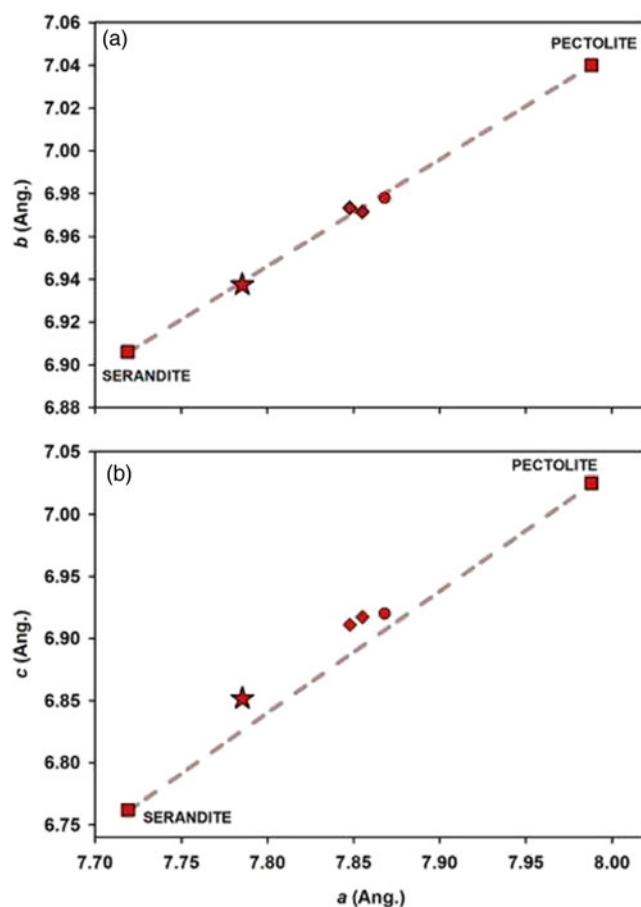 (a)
PECTOLITE
7.06
7.04
7.02
7.00
6.98
6.96
6.94
6.92
6.90
6.88
b (Ang.)
SERANDITE
(b)
PECTOLITE
7.05
7.00
6.95
6.90
6.85
6.80
6.75
c (Ang.)
SERANDITE
7.70 7.75 7.80 7.85 7.90 7.95 8.00
a (Ang.)